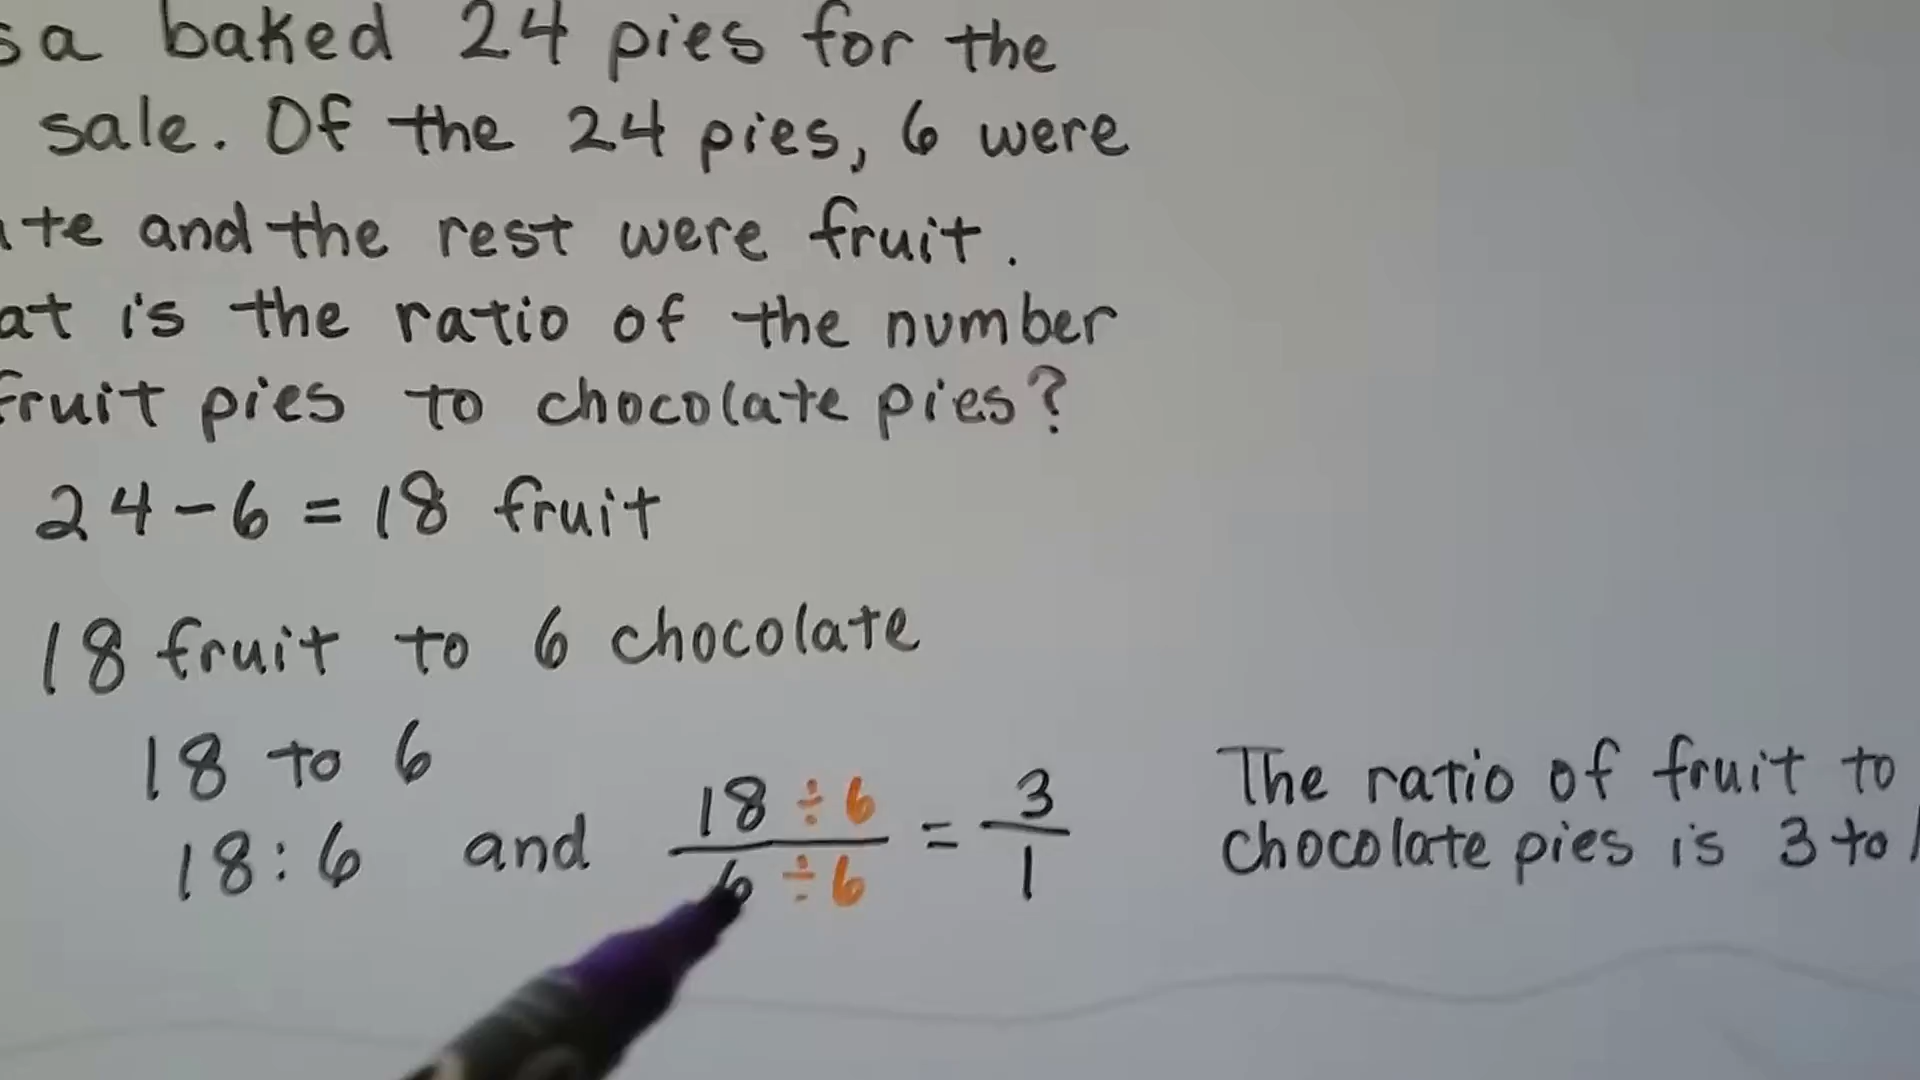 sa baked 24 pies for the
sale. Of the 24 pies, 6 were
te and the rest were fruit.
at is the ratio of the number
fruit pies to chocolate pies?
24 - 6 = 18 fruit
18 fruit to 6 chocolate
18 to 6
18:6 and 18 ÷ 6 / 6 ÷ 6 = 3 / 1
The ratio of fruit to
chocolate pies is 3 to 1